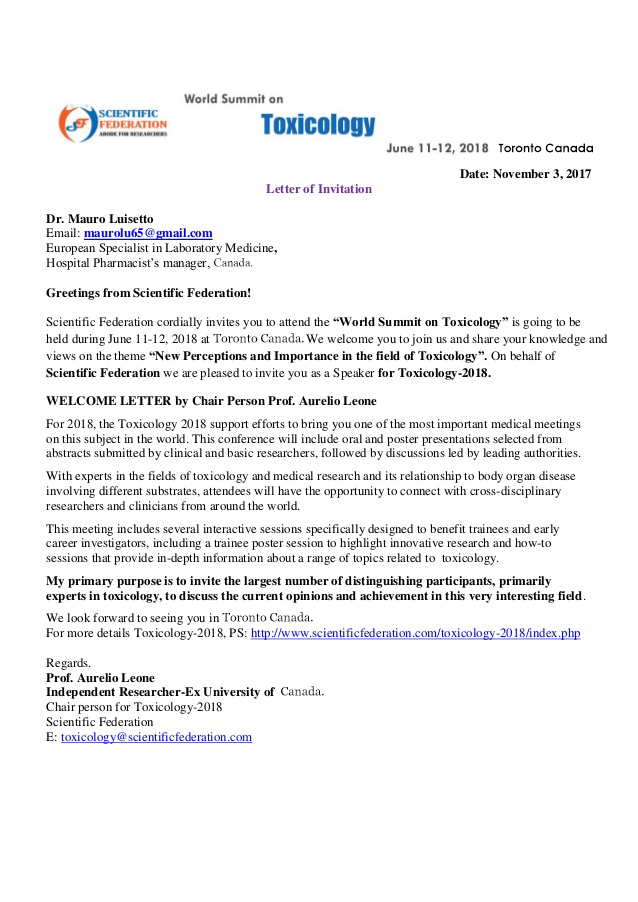 World Summit on
SCIENTIFIC
FEDERATION
ABODE FOR RESEARCHERS
Toxicology
June 11-12, 2018 Toronto Canada
Date: November 3, 2017
Letter of Invitation
Dr. Mauro Luisetto
Email: maurolu65@gmail.com
European Specialist in Laboratory Medicine,
Hospital Pharmacist's manager, Canada.
Greetings from Scientific Federation!
Scientific Federation cordially invites you to attend the “World Summit on Toxicology” is going to be
held during June 11-12, 2018 at Toronto Canada. We welcome you to join us and share your knowledge and
views on the theme “New Perceptions and Importance in the field of Toxicology”. On behalf of
Scientific Federation we are pleased to invite you as a Speaker for Toxicology-2018.
WELCOME LETTER by Chair Person Prof. Aurelio Leone
For 2018, the Toxicology 2018 support efforts to bring you one of the most important medical meetings
on this subject in the world. This conference will include oral and poster presentations selected from
abstracts submitted by clinical and basic researchers, followed by discussions led by leading authorities.
With experts in the fields of toxicology and medical research and its relationship to body organ disease
involving different substrates, attendees will have the opportunity to connect with cross-disciplinary
researchers and clinicians from around the world.
This meeting includes several interactive sessions specifically designed to benefit trainees and early
career investigators, including a trainee poster session to highlight innovative research and how-to
sessions that provide in-depth information about a range of topics related to toxicology.
My primary purpose is to invite the largest number of distinguishing participants, primarily
experts in toxicology, to discuss the current opinions and achievement in this very interesting field.
We look forward to seeing you in Toronto Canada.
For more details Toxicology-2018, PS: http://www.scientificfederation.com/toxicology-2018/index.php
Regards.
Prof. Aurelio Leone
Independent Researcher-Ex University of Canada.
Chair person for Toxicology-2018
Scientific Federation
E: toxicology@scientificfederation.com